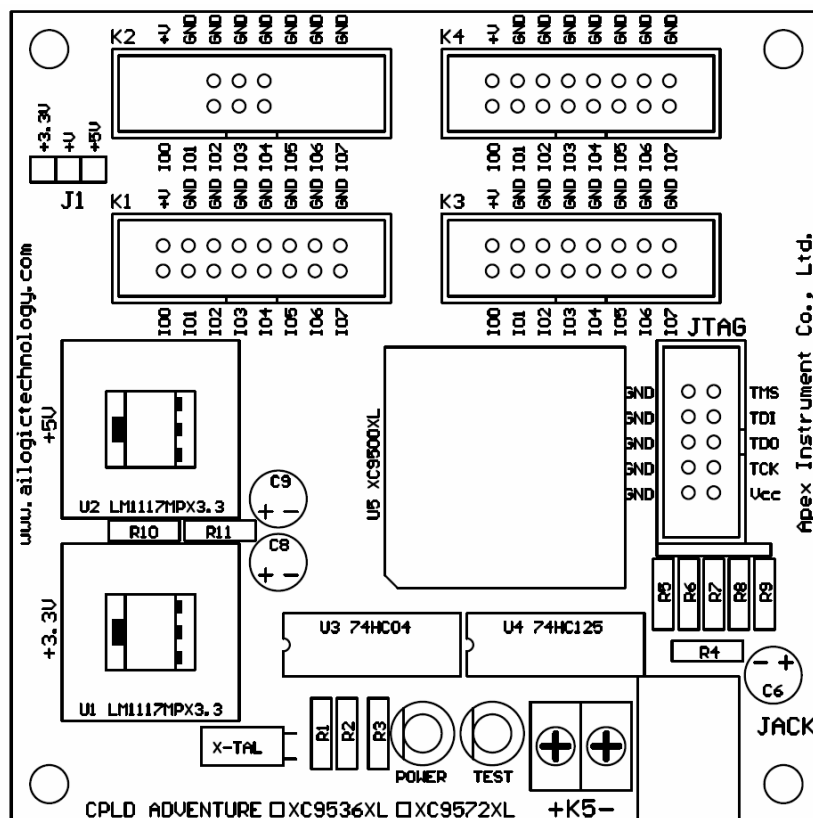 K2 +V GND GND GND GND GND GND GND
K4 +V GND GND GND GND GND GND GND
+3.3V +V +5V
J1
IO0 IO1 IO2 IO3 IO4 IO5 IO6 IO7
IO0 IO1 IO2 IO3 IO4 IO5 IO6 IO7
K1 +V GND GND GND GND GND GND GND
K3 +V GND GND GND GND GND GND GND
IO0 IO1 IO2 IO3 IO4 IO5 IO6 IO7
IO0 IO1 IO2 IO3 IO4 IO5 IO6 IO7
www.ailogictechnology.com
Apex Instrument Co., Ltd.
JTAG
GND TMS
GND TDI
GND TDO
GND TCK
GND Vcc
+5V
U2 LM1117MPX3.3
C9
+ -
R10 R11
C8
+ -
U5 XC9500XL
R5 R6 R7 R8 R9
+3.3V
U1 LM1117MPX3.3
U3 74HC04
U4 74HC125
R4
- +
C6
JACK
X-TAL
R1 R2 R3
POWER
TEST
+K5-
CPLD ADVENTURE □XC9536XL □XC9572XL